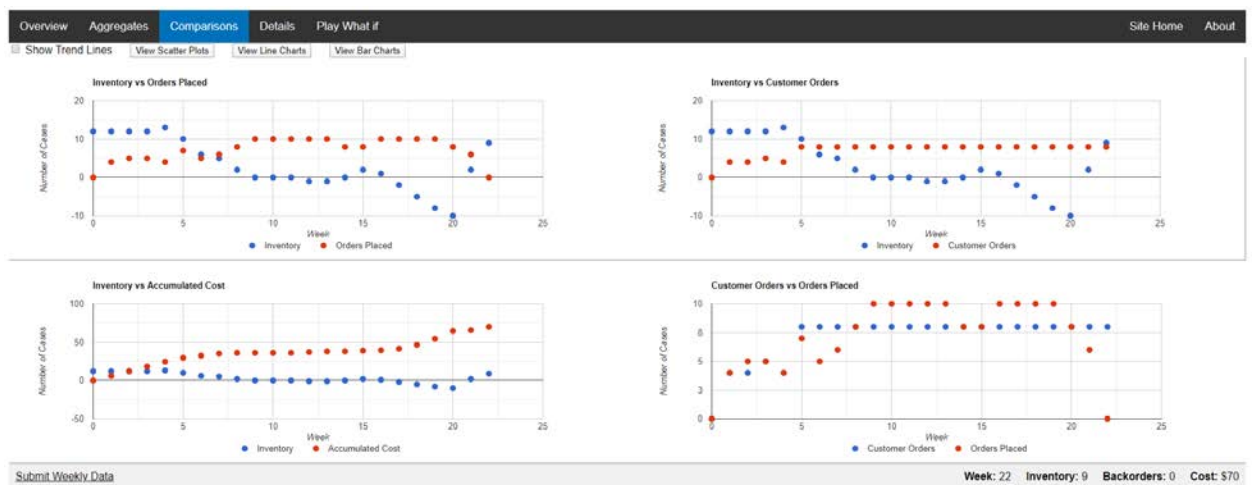 Overview Aggregates Comparisons Details Play What if Site Home About
Show Trend Lines View Scatter Plots View Line Charts View Bar Charts
Inventory vs Orders Placed
20
10
0
-10
Number of Cases
0 5 10 15 20 25
Week
Inventory Orders Placed
Inventory vs Customer Orders
20
10
0
-10
Number of Cases
0 5 10 15 20 25
Week
Inventory Customer Orders
Inventory vs Accumulated Cost
100
50
0
-50
Number of Cases
0 5 10 15 20 25
Week
Inventory Accumulated Cost
Customer Orders vs Orders Placed
10
8
5
3
0
Number of Cases
0 5 10 15 20 25
Week
Customer Orders Orders Placed
Submit Weekly Data Week: 22 Inventory: 9 Backorders: 0 Cost: $70